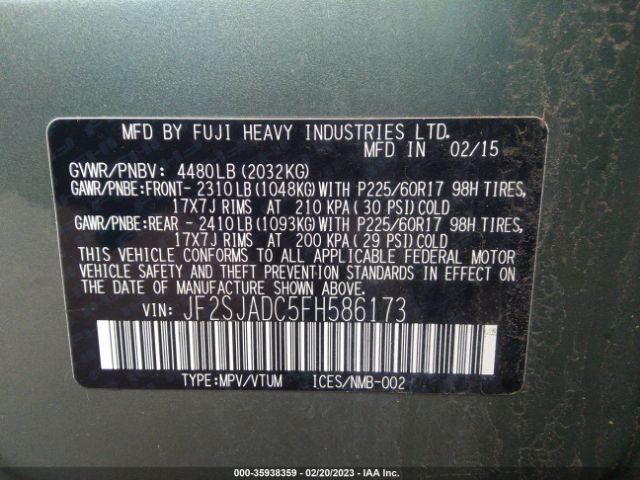 MFD BY FUJI HEAVY INDUSTRIES LTD.
MFD IN 02/15
GVWR/PNBV: 4480LB (2032KG)
GAWR/PNBE:FRONT- 2310LB (1048KG) WITH P225/60R17 98H TIRES,
17X7J RIMS AT 210 KPA (30 PSI) COLD
GAWR/PNBE:REAR - 2410LB (1093KG) WITH P225/60R17 98H TIRES,
17X7J RIMS AT 200 KPA (29 PSI) COLD
THIS VEHICLE CONFORMS TO ALL APPLICABLE FEDERAL MOTOR
VEHICLE SAFETY AND THEFT PREVENTION STANDARDS IN EFFECT ON
THE DATE OF MANUFACTURE SHOWN ABOVE.
VIN: JF2SJADC5FH586173
TYPE:MPV/VTUM ICES/NMB-002
000-35938359 - 02/20/2023 - IAA Inc.